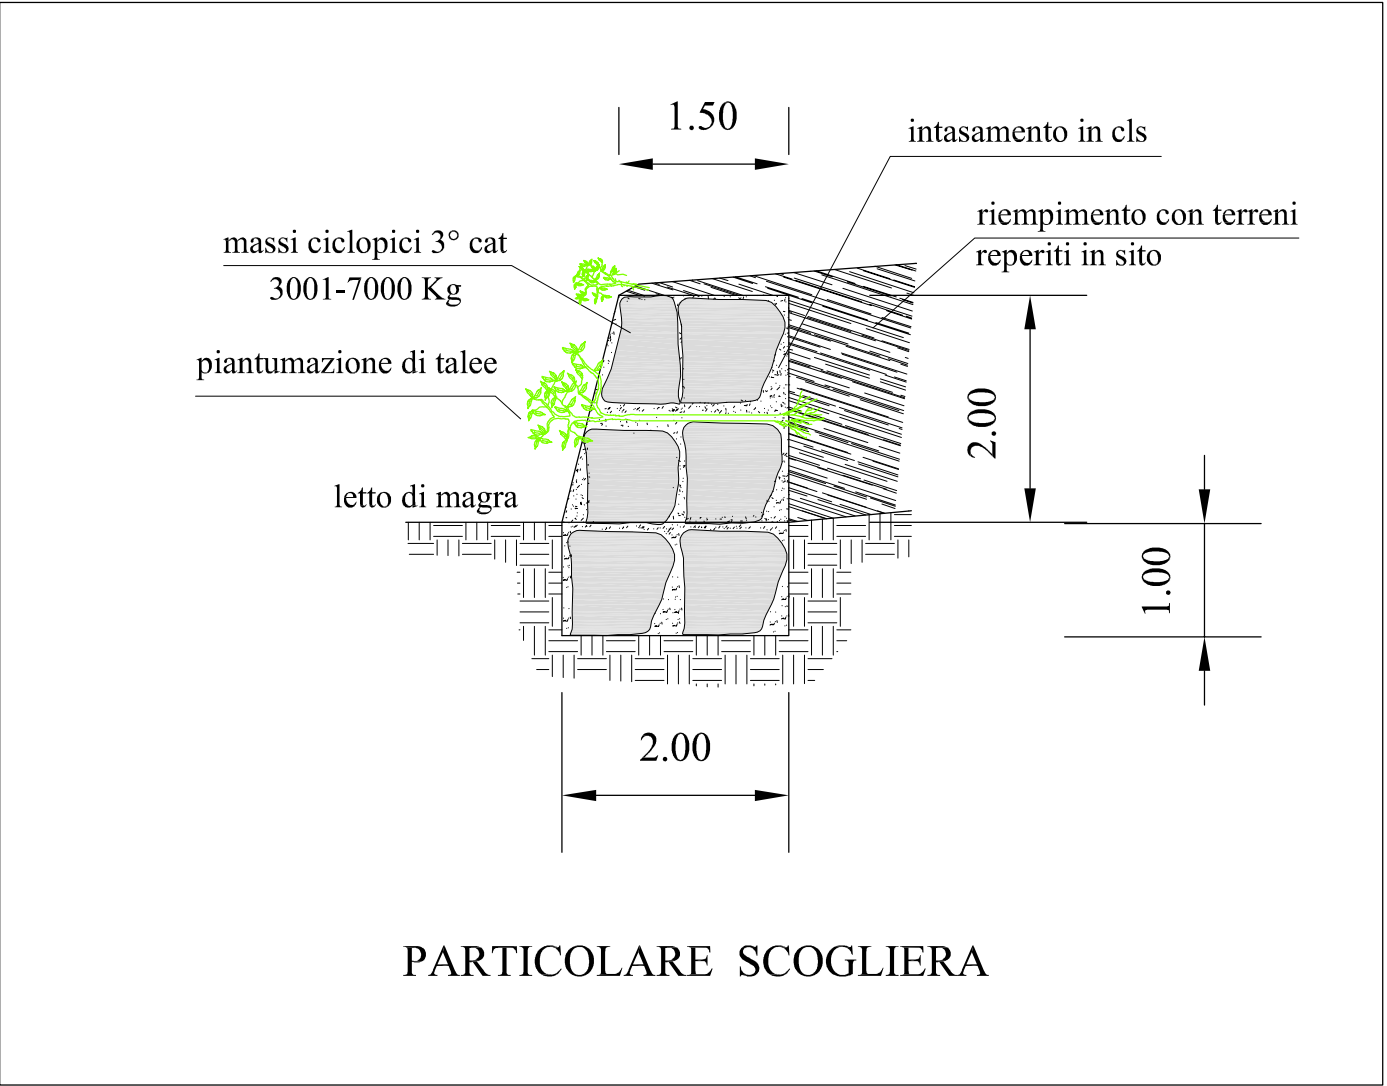 1.50
intasamento in cls
riempimento con terreni
reperiti in sito
massi ciclopici 3° cat
3001-7000 Kg
piantumazione di talee
2.00
letto di magra
1.00
2.00
PARTICOLARE SCOGLIERA